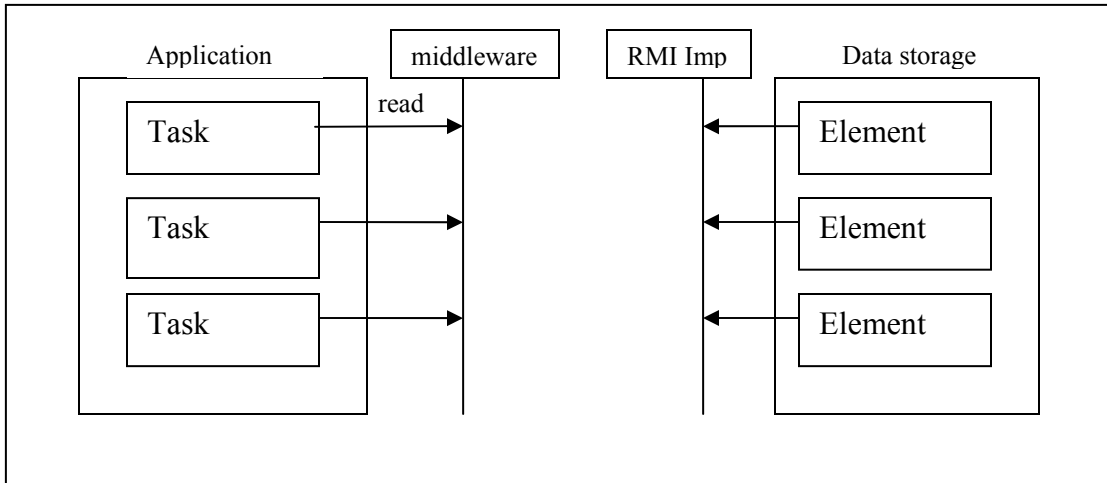 Application
middleware
RMI Imp
Data storage
read
Task
Element
Task
Element
Task
Element